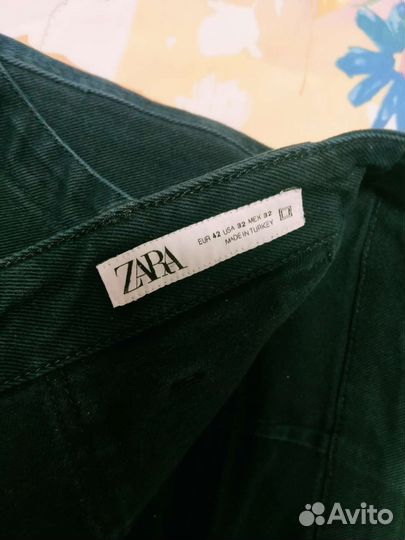 ZARA
EUR 42 USA 32 MEX 32
MADE IN TURKEY
Avito